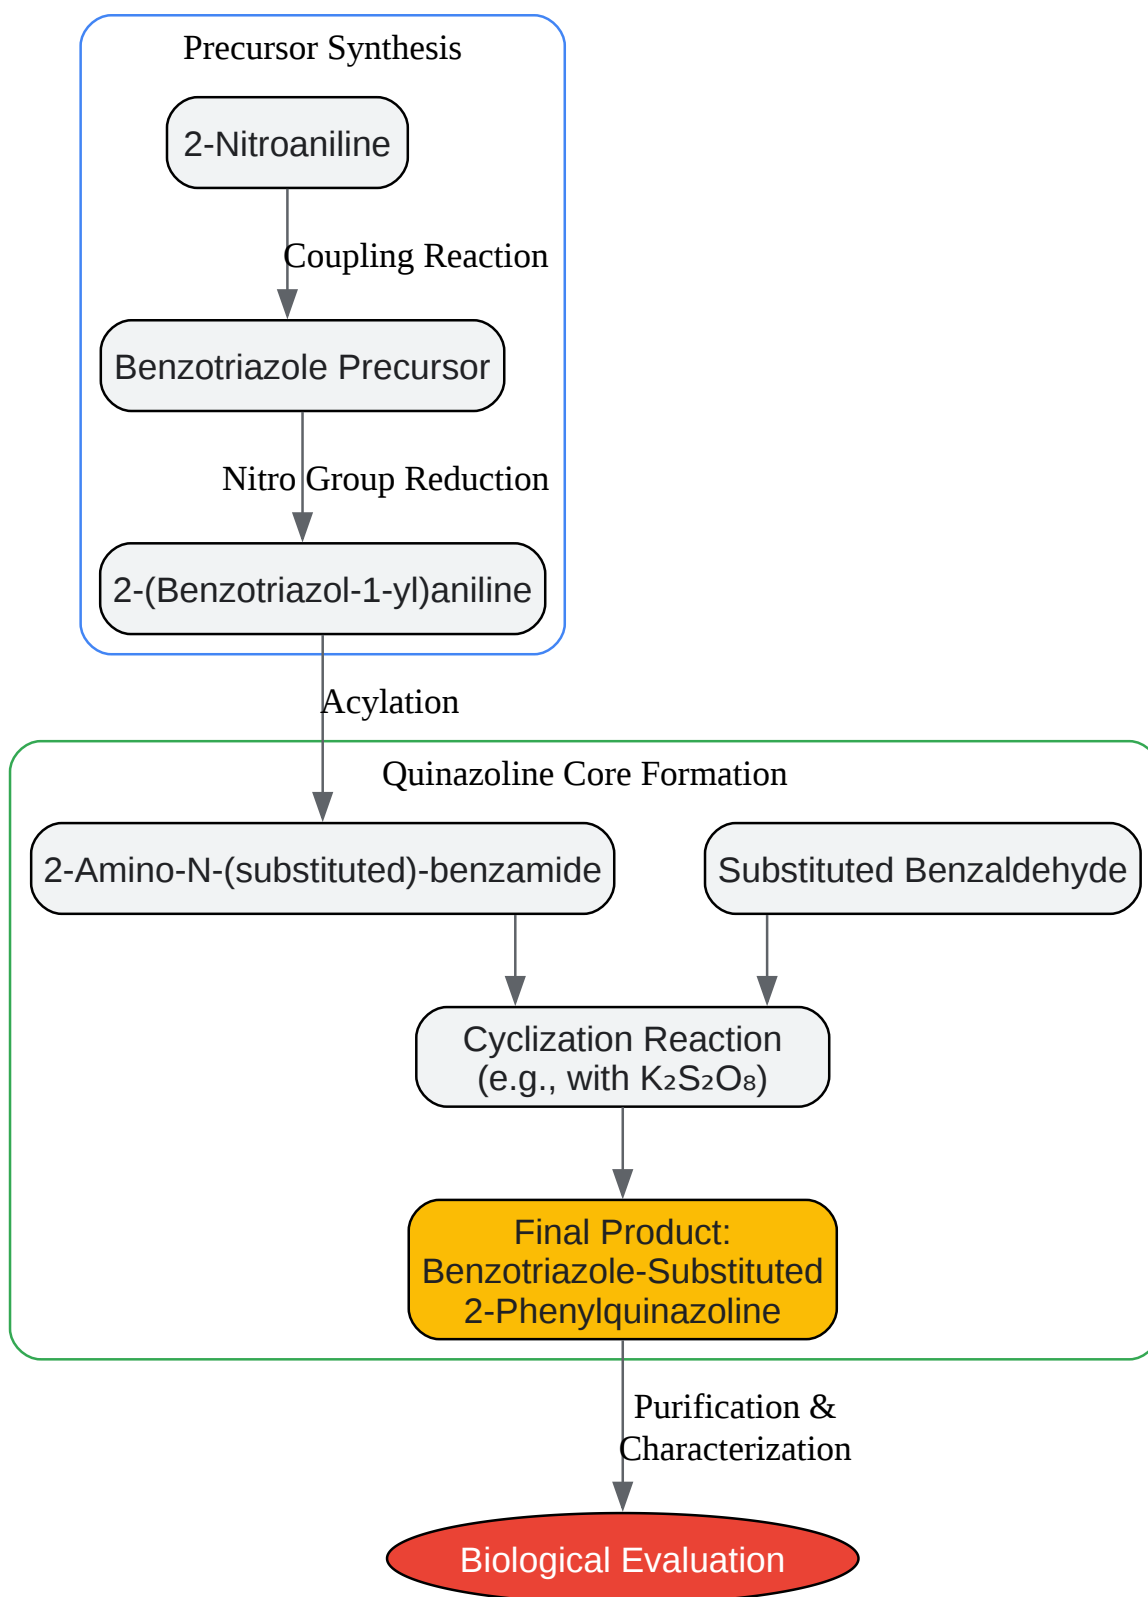 Precursor Synthesis
2-Nitroaniline
Coupling Reaction
Benzotriazole Precursor
Nitro Group Reduction
2-(Benzotriazol-1-yl)aniline
Acylation
Quinazoline Core Formation
2-Amino-N-(substituted)-benzamide
Substituted Benzaldehyde
Cyclization Reaction
(e.g., with K₂S₂O₈)
Final Product:
Benzotriazole-Substituted
2-Phenylquinazoline
Purification &
Characterization
Biological Evaluation